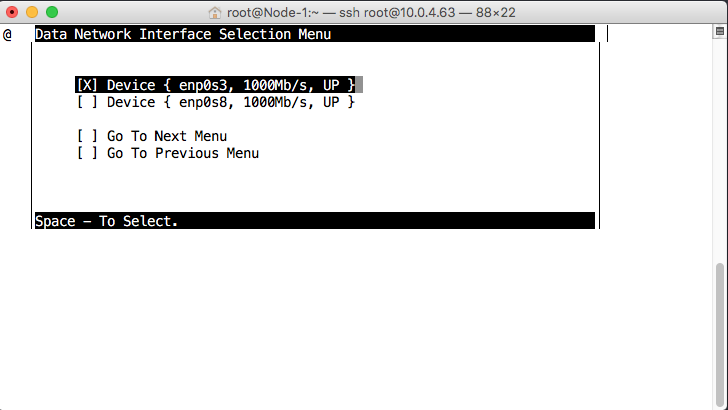 root@Node-1:~ — ssh root@10.0.4.63 — 88×22
@ Data Network Interface Selection Menu
[X] Device { enp0s3, 1000Mb/s, UP }
[ ] Device { enp0s8, 1000Mb/s, UP }
[ ] Go To Next Menu
[ ] Go To Previous Menu
Space – To Select.